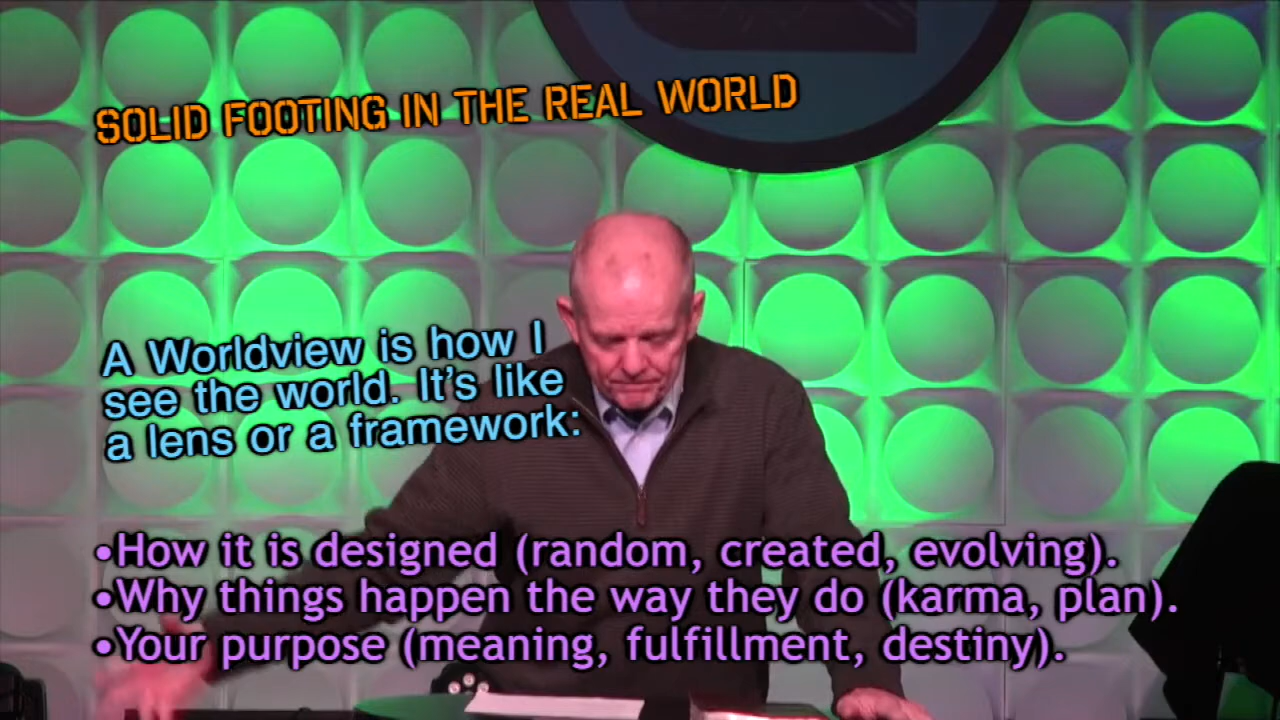 SOLID FOOTING IN THE REAL WORLD
A Worldview is how I
see the world. It's like
a lens or a framework:
•How it is designed (random, created, evolving).
•Why things happen the way they do (karma, plan).
•Your purpose (meaning, fulfillment, destiny).